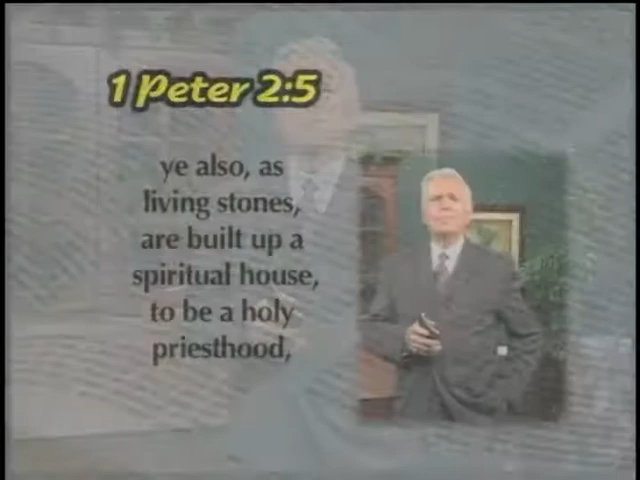 1 Peter 2:5
ye also, as
living stones,
are built up a
spiritual house,
to be a holy
priesthood,